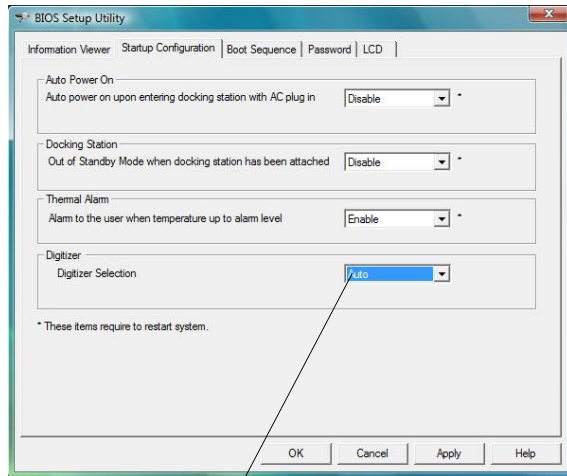 BIOS Setup Utility
Information Viewer Startup Configuration Boot Sequence Password LCD
Auto Power On
Auto power on upon entering docking station with AC plug in Disable *
Docking Station
Out of Standby Mode when docking station has been attached Disable *
Thermal Alarm
Alarm to the user when temperature up to alarm level Enable *
Digitizer
Digitizer Selection Auto
* These items require to restart system.
OK Cancel Apply Help